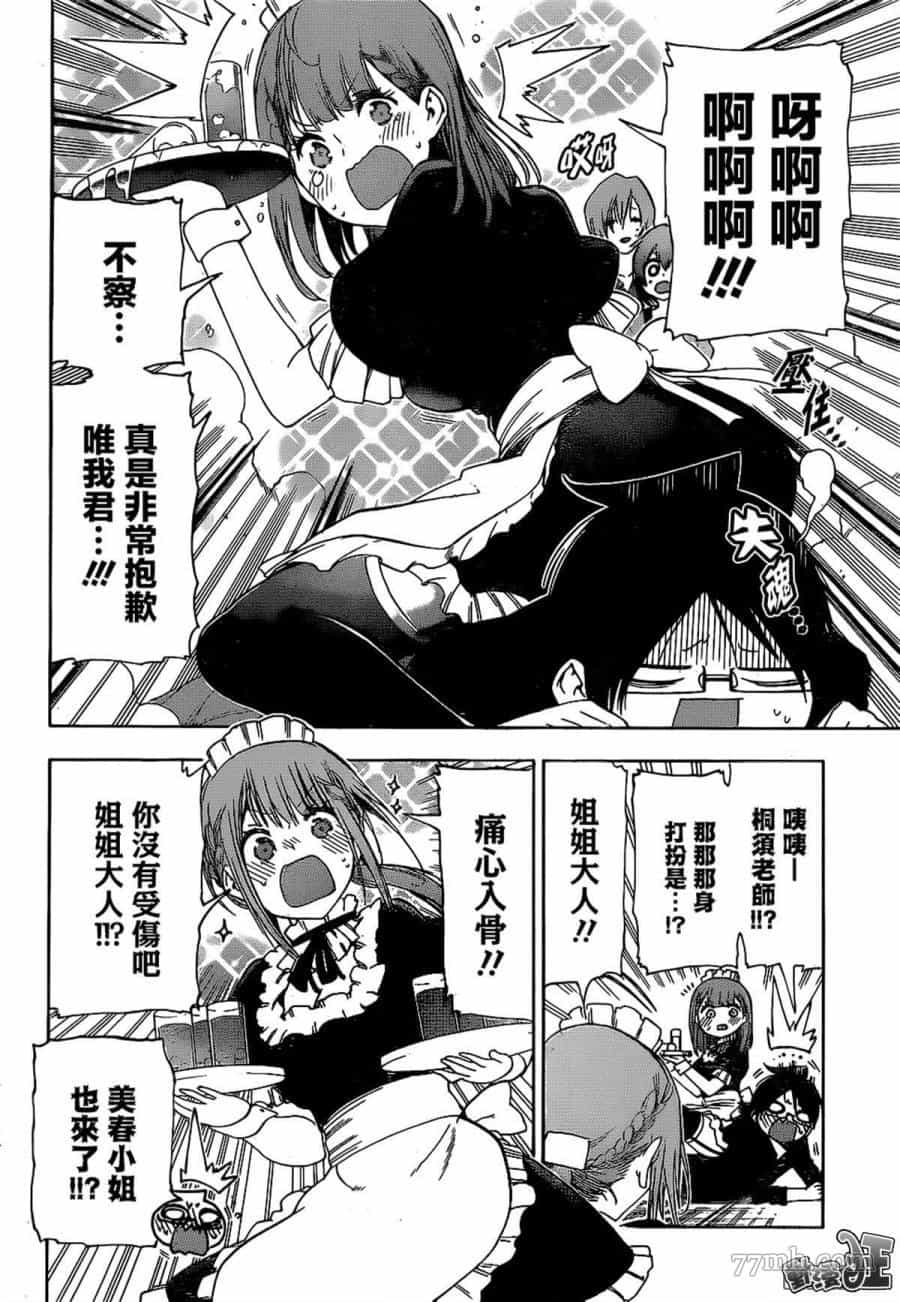 呀啊啊
啊啊啊!!!
哎呀
壓住…
失魂…
不察…
真是非常抱歉
唯我君…!!!
咦咦—
桐須老師!!?
那那那身
打扮是…!?
姐姐大人!!
痛心入骨!!
你沒有受傷吧
姐姐大人!!?
美春小姐
也來了!!?
77mh.com